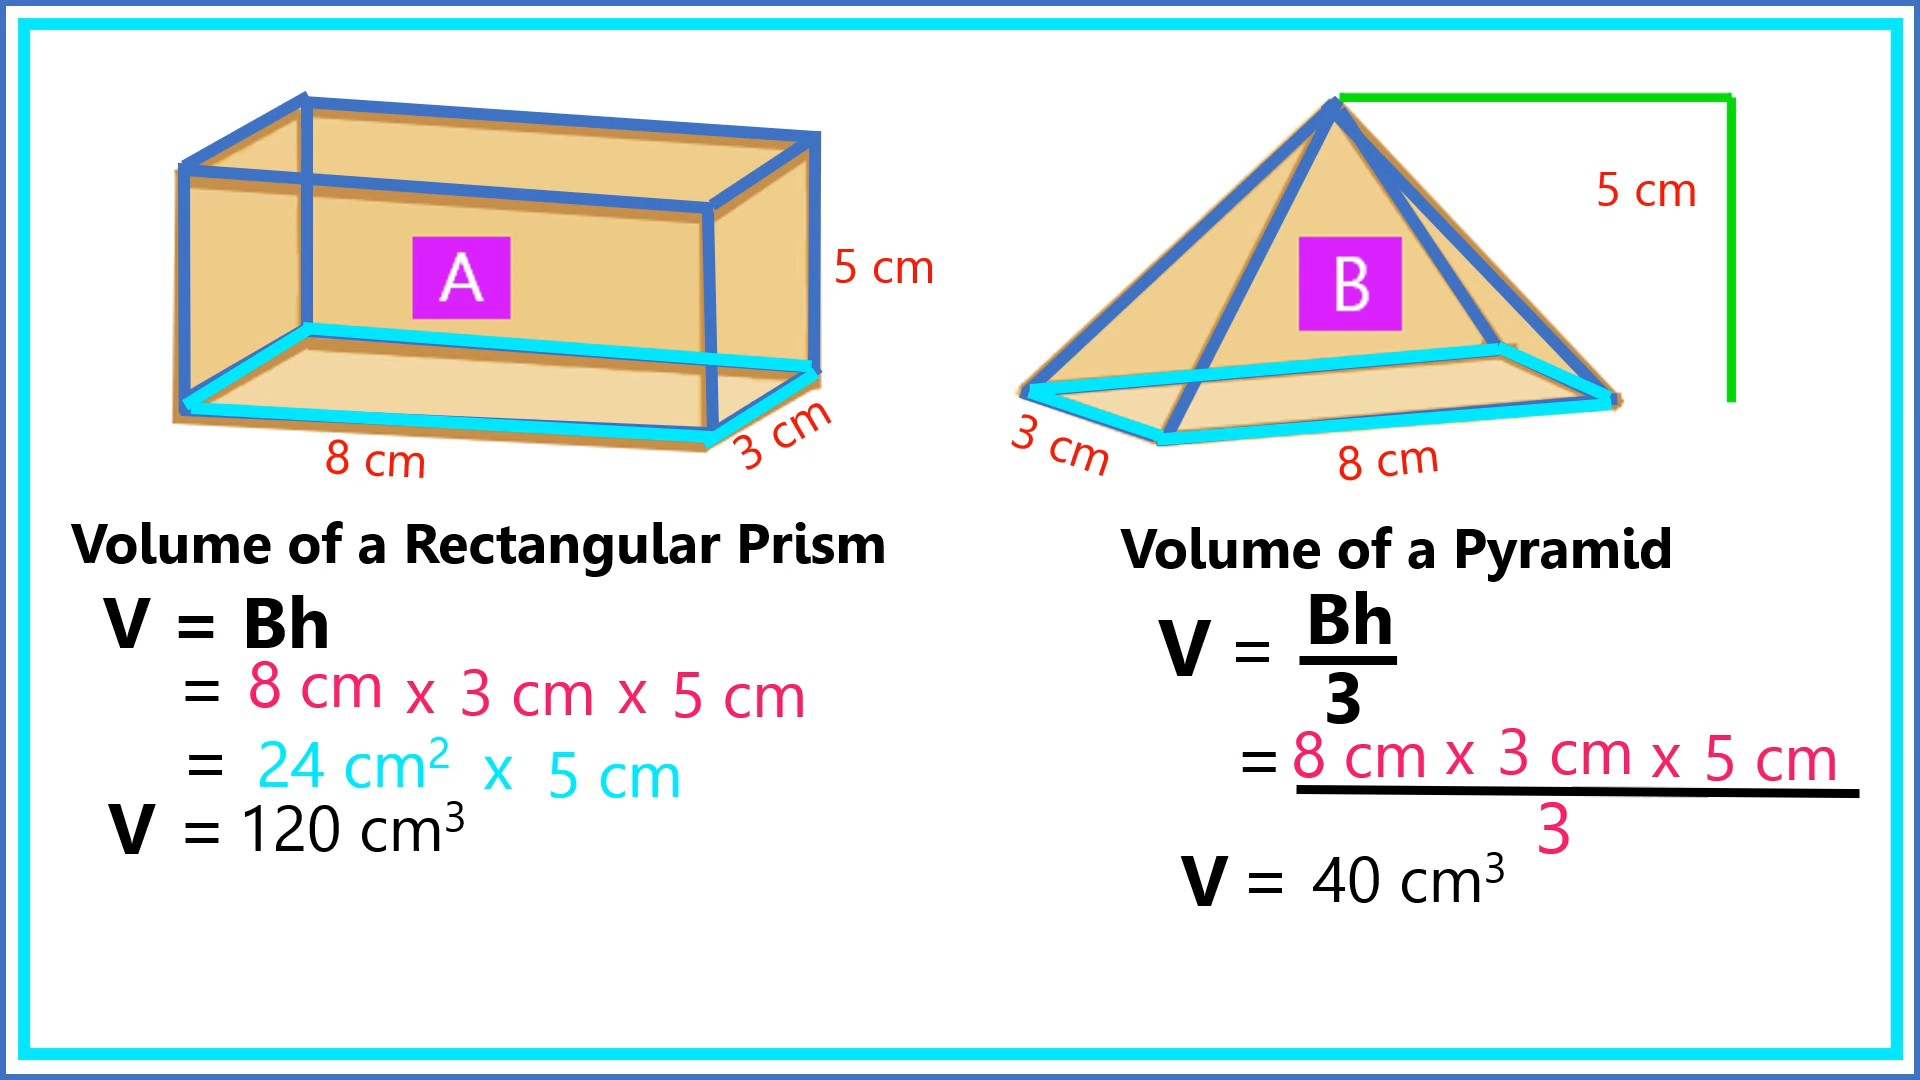 A
5 cm
8 cm
3 cm
Volume of a Rectangular Prism
V = Bh
= 8 cm x 3 cm x 5 cm
= 24 cm² x 5 cm
V = 120 cm³
B
5 cm
3 cm
8 cm
Volume of a Pyramid
V = Bh
3
= 8 cm x 3 cm x 5 cm
3
V = 40 cm³